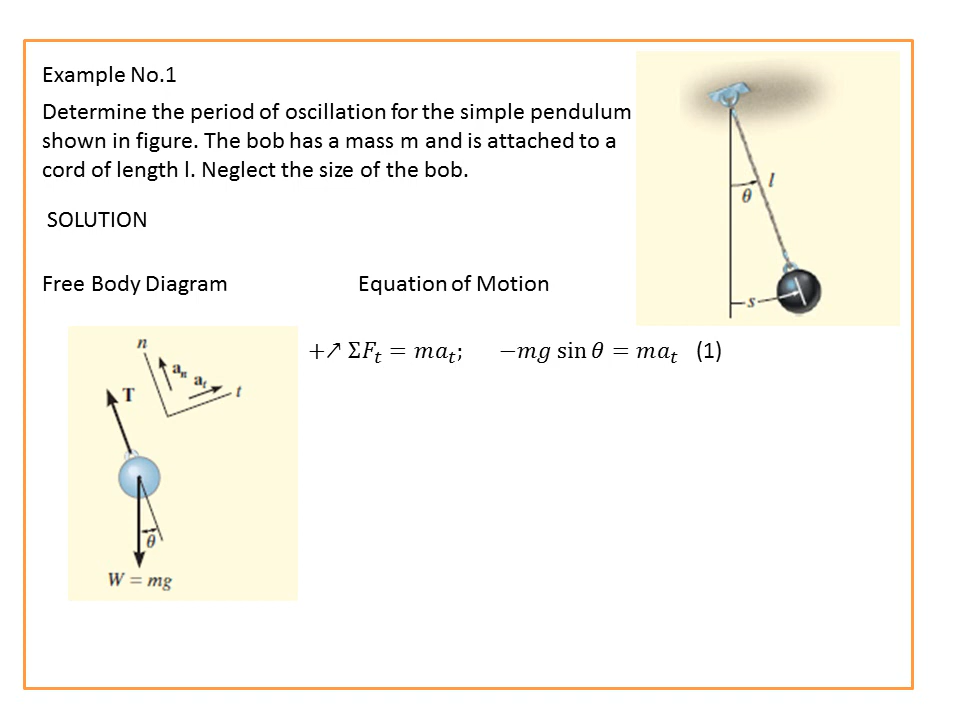 Example No.1
Determine the period of oscillation for the simple pendulum
shown in figure. The bob has a mass m and is attached to a
cord of length l. Neglect the size of the bob.
l
θ
s
SOLUTION
Free Body Diagram
Equation of Motion
n
aₙ
aₜ
t
T
θ
W = mg
+↗ ΣFₜ = maₜ; −mg sin θ = maₜ (1)